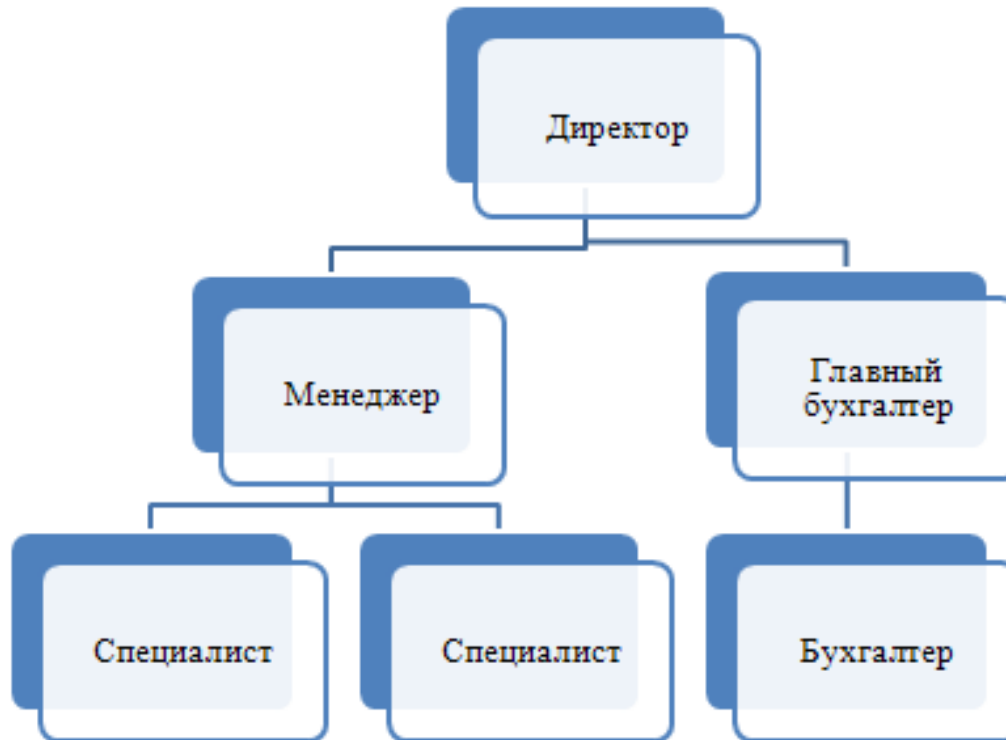 Директор
Менеджер
Главный
бухгалтер
Специалист
Специалист
Бухгалтер